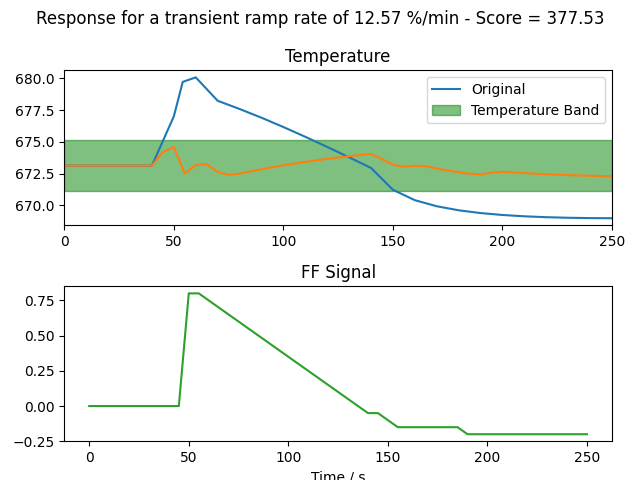 Response for a transient ramp rate of 12.57 %/min - Score = 377.53
Temperature
680.0
677.5
675.0
672.5
670.0
Original
Temperature Band
0 50 100 150 200 250
FF Signal
0.75
0.50
0.25
0.00
−0.25
0 50 100 150 200 250
Time / s